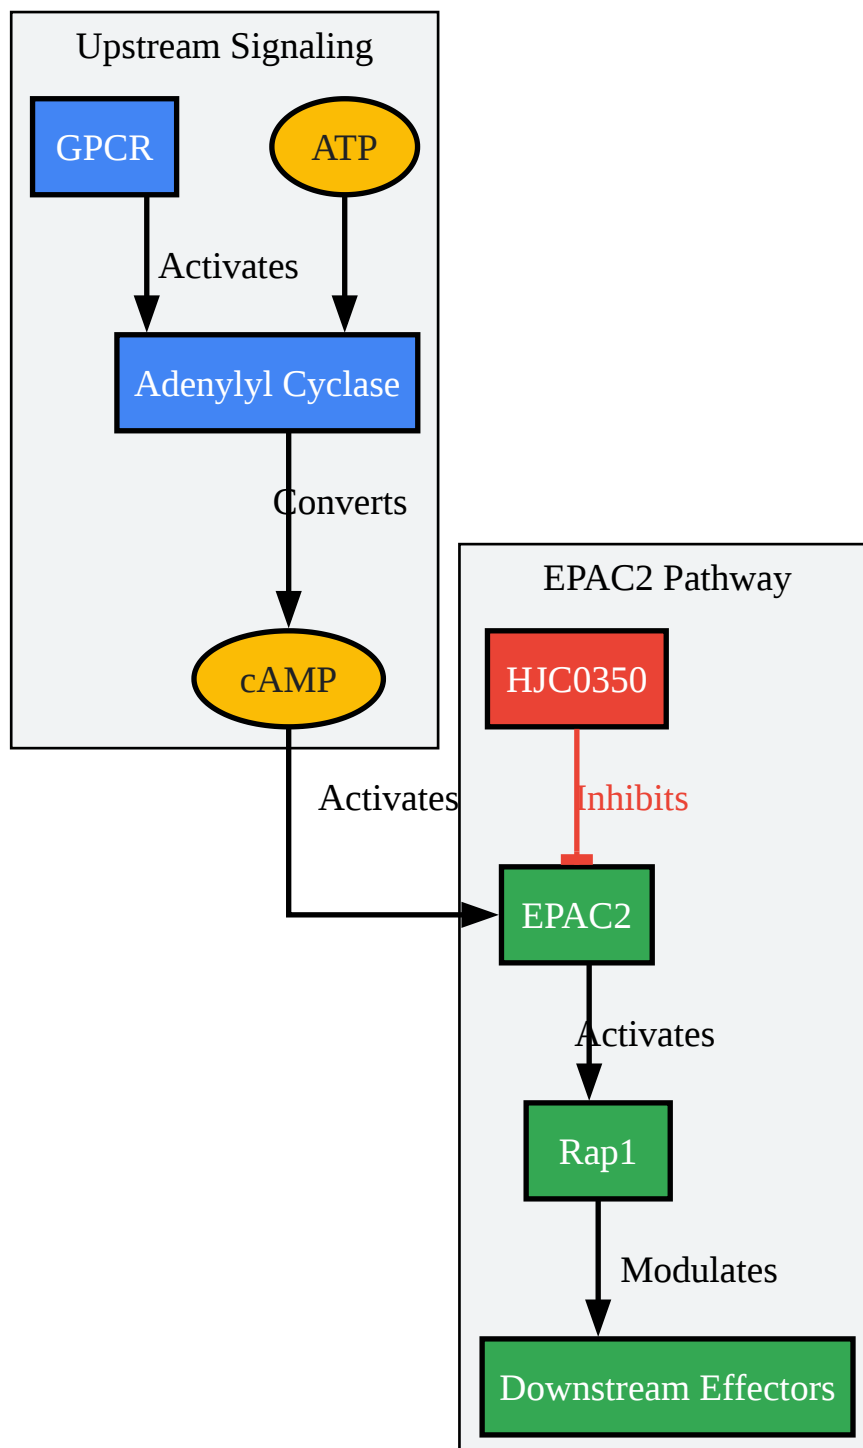 Upstream Signaling
GPCR
ATP
Activates
Adenylyl Cyclase
Converts
cAMP
Activates
EPAC2 Pathway
HJC0350
Inhibits
EPAC2
Activates
Rap1
Modulates
Downstream Effectors